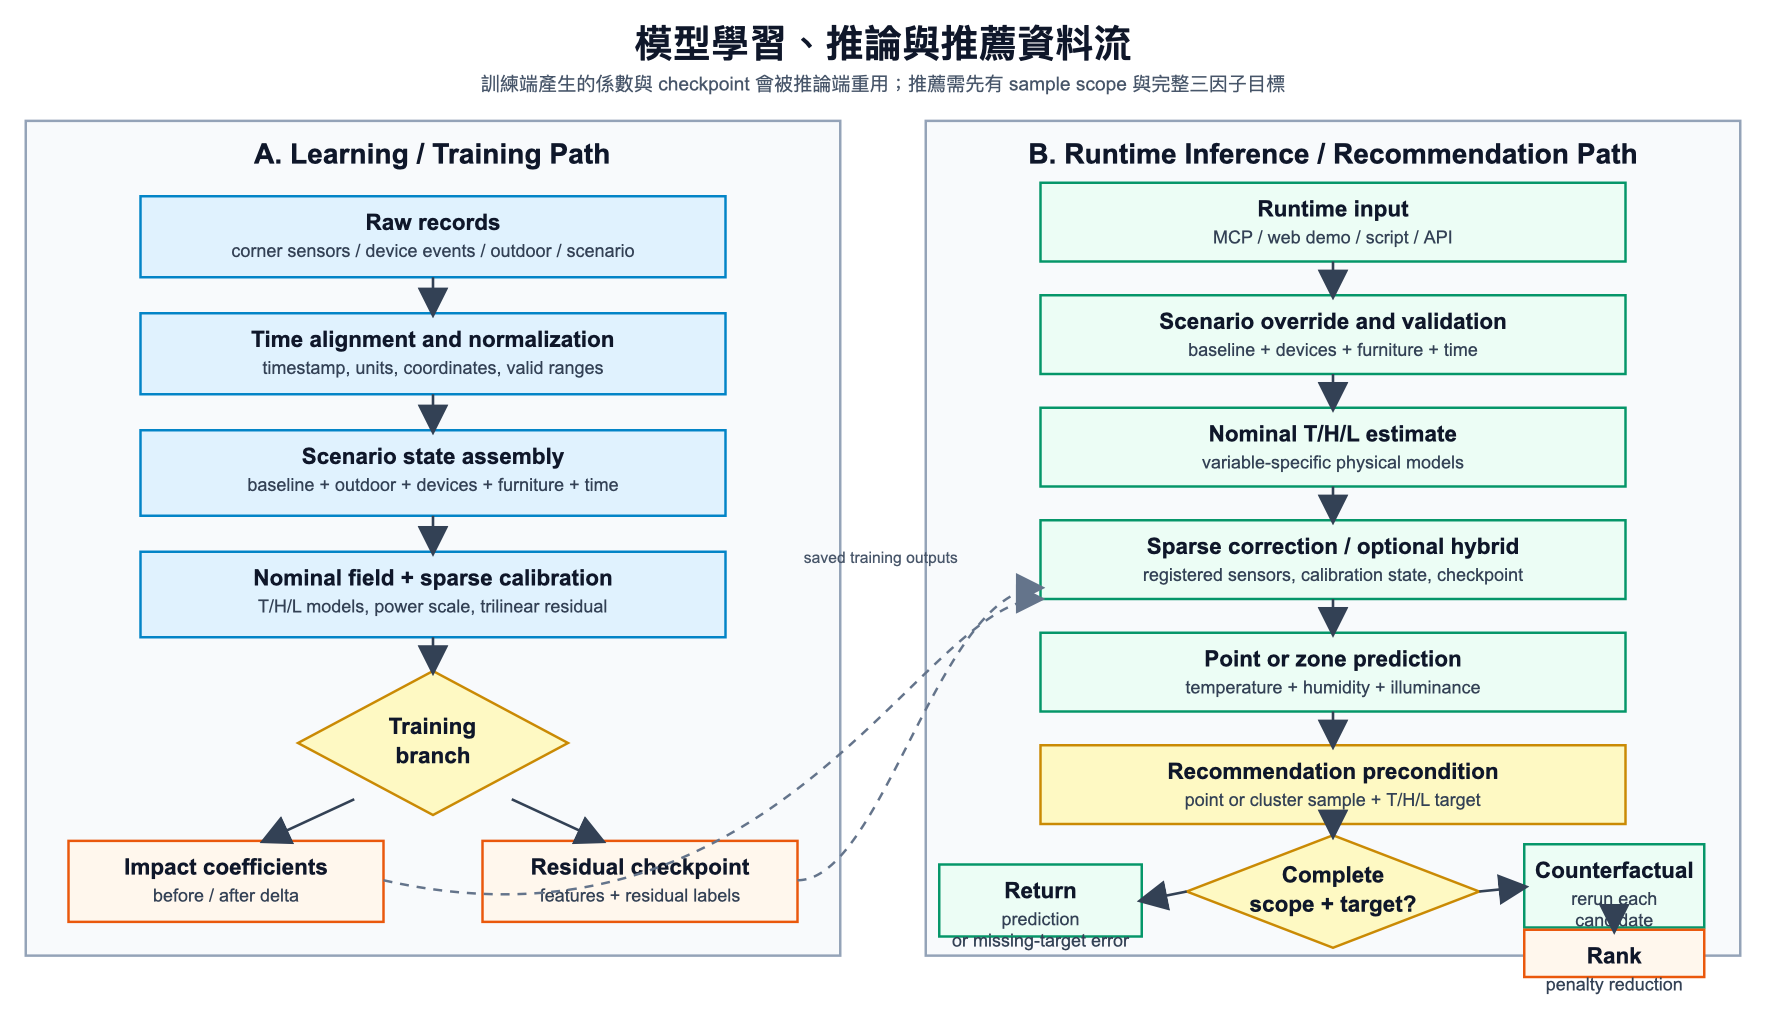 模型學習、推論與推薦資料流
訓練端產生的係數與 checkpoint 會被推論端重用；推薦需先有 sample scope 與完整三因子目標
A. Learning / Training Path
Raw records
corner sensors / device events / outdoor / scenario
Time alignment and normalization
timestamp, units, coordinates, valid ranges
Scenario state assembly
baseline + outdoor + devices + furniture + time
Nominal field + sparse calibration
T/H/L models, power scale, trilinear residual
Training
branch
Impact coefficients
before / after delta
Residual checkpoint
features + residual labels
saved training outputs
B. Runtime Inference / Recommendation Path
Runtime input
MCP / web demo / script / API
Scenario override and validation
baseline + devices + furniture + time
Nominal T/H/L estimate
variable-specific physical models
Sparse correction / optional hybrid
registered sensors, calibration state, checkpoint
Point or zone prediction
temperature + humidity + illuminance
Recommendation precondition
point or cluster sample + T/H/L target
Complete
scope + target?
Return
prediction
or missing-target error
Counterfactual
rerun each
candidate
Rank
penalty reduction